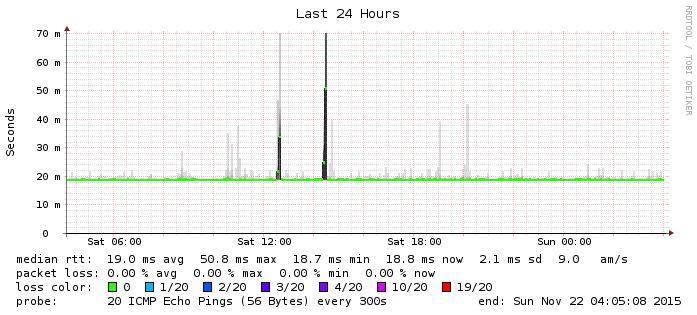 Last 24 Hours
RRDTOOL / TOBI OETIKER
Seconds
70 m
60 m
50 m
40 m
30 m
20 m
10 m
0
Sat 06:00 Sat 12:00 Sat 18:00 Sun 00:00
median rtt: 19.0 ms avg 50.8 ms max 18.7 ms min 18.8 ms now 2.1 ms sd 9.0 am/s
packet loss: 0.00 % avg 0.00 % max 0.00 % min 0.00 % now
loss color: 0 1/20 2/20 3/20 4/20 10/20 19/20
probe: 20 ICMP Echo Pings (56 Bytes) every 300s end: Sun Nov 22 04:05:08 2015